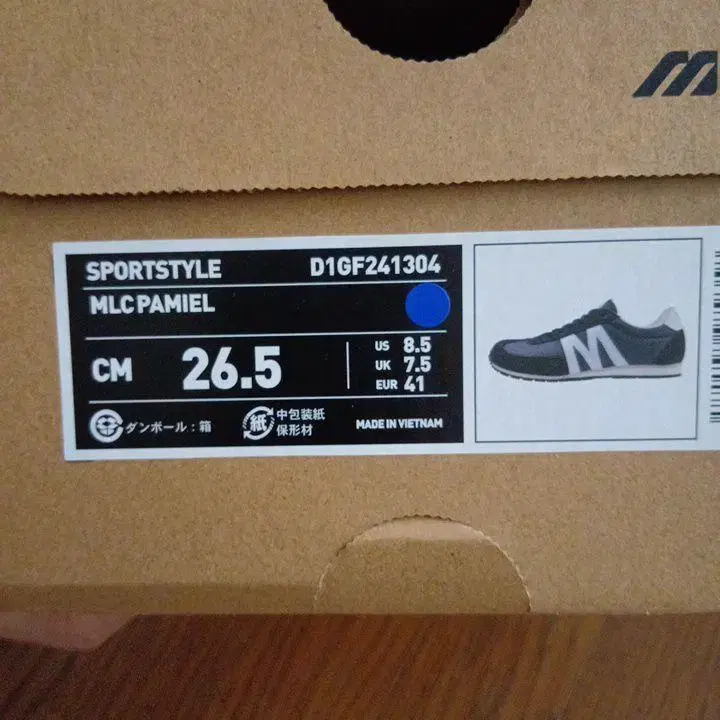 SPORTSTYLE D1GF241304
MLC PAMIEL
CM 26.5
US 8.5
UK 7.5
EUR 41
ダンボール：箱
紙 中包装紙
保形材
MADE IN VIETNAM
M